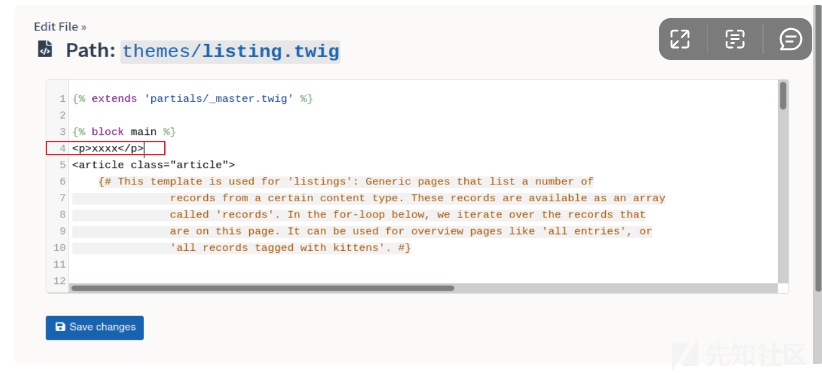 Edit File »
Path: themes/listing.twig
1 {% extends 'partials/_master.twig' %}
2
3 {% block main %}
4 <p>xxxx</p>
5 <article class="article">
6 {# This template is used for 'listings': Generic pages that list a number of
7 records from a certain content type. These records are available as an array
8 called 'records'. In the for-loop below, we iterate over the records that
9 are on this page. It can be used for overview pages like 'all entries', or
10 'all records tagged with kittens'. #}
11
12
Save changes
先知社区